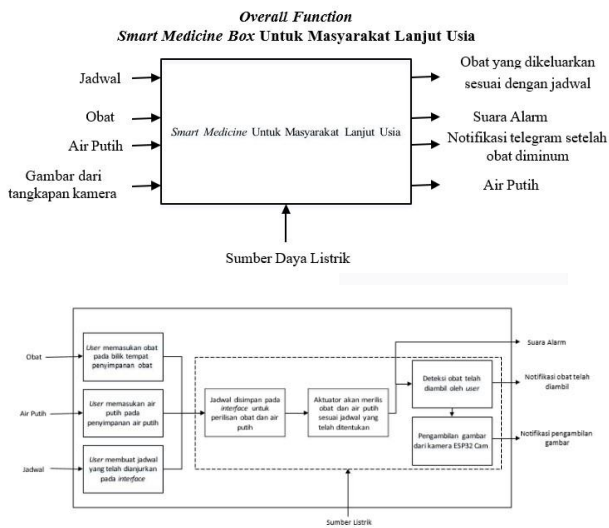 Overall Function
Smart Medicine Box Untuk Masyarakat Lanjut Usia
Jadwal
Obat
Air Putih
Gambar dari
tangkapan kamera
Smart Medicine Untuk Masyarakat Lanjut Usia
Obat yang dikeluarkan
sesuai dengan jadwal
Suara Alarm
Notifikasi telegram setelah
obat diminum
Air Putih
Sumber Daya Listrik
Obat
Air Putih
Jadwal
User memasukan obat
pada bilik tempat
penyimpanan obat
User memasukan air
putih pada
penyimpanan air putih
User membuat jadwal
yang telah dianjurkan
pada interface
Jadwal disimpan pada
interface untuk
perilisan obat dan air
putih
Aktuator akan merilis
obat dan air putih
sesuai jadwal yang
telah ditentukan
Deteksi obat telah
diambil oleh user
Pengambilan gambar
dari kamera ESP32 Cam
Suara Alarm
Notifikasi obat telah
diambil
Notifikasi pengambilan
gambar
Sumber Listrik